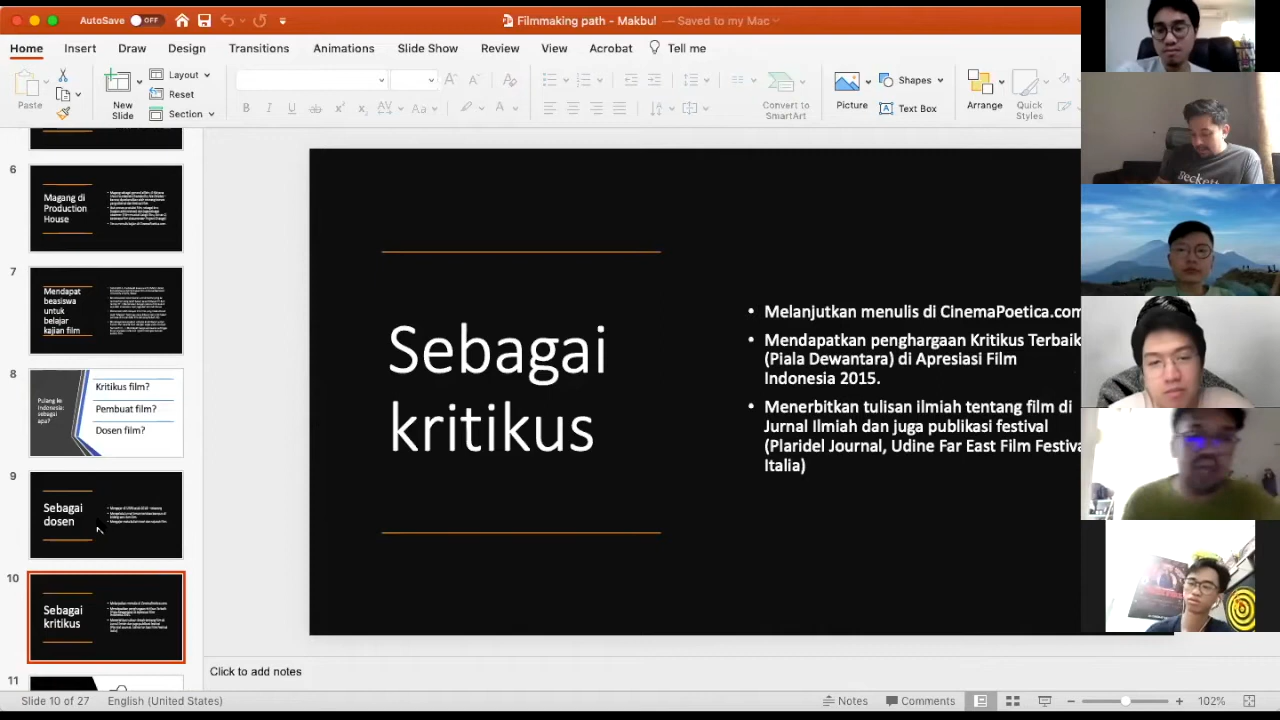 AutoSave OFF
Filmmaking path - Makbul — Saved to my Mac
Home Insert Draw Design Transitions Animations Slide Show Review View Acrobat Tell me
Paste
New
Slide
Layout
Reset
Section
Convert to
SmartArt
Picture
Shapes
Text Box
Arrange
Quick
Styles
6
Magang di
Production
House
7
Mendapat
beasiswa
untuk
belajar
kajian film
8
Pulang ke
Indonesia:
sebagai
apa?
Kritikus film?
Pembuat film?
Dosen film?
9
Sebagai
dosen
10
Sebagai
kritikus
11
Sebagai
kritikus
• Melanjutkan menulis di CinemaPoetica.com
• Mendapatkan penghargaan Kritikus Terbaik
(Piala Dewantara) di Apresiasi Film
Indonesia 2015.
• Menerbitkan tulisan ilmiah tentang film di
Jurnal Ilmiah dan juga publikasi festival
(Plaridel Journal, Udine Far East Film Festiva
Italia)
Click to add notes
Slide 10 of 27 English (United States) Notes Comments 102%